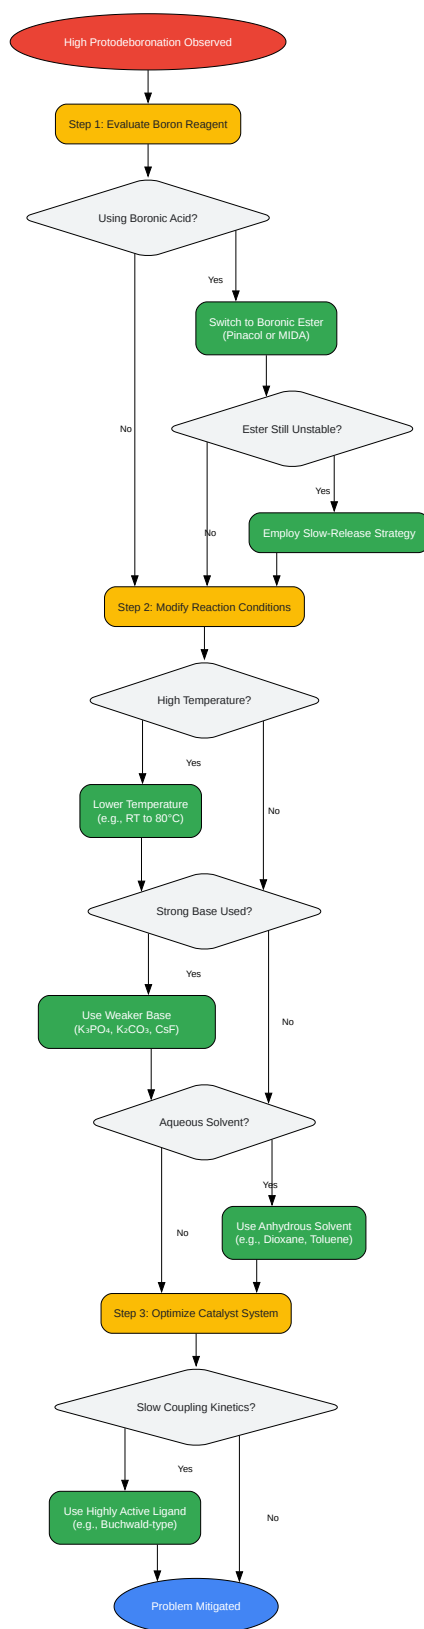 High Protodeboronation Observed
Step 1: Evaluate Boron Reagent
Using Boronic Acid?
Yes
Switch to Boronic Ester
(Pinacol or MIDA)
No
Ester Still Unstable?
Yes
No
Employ Slow-Release Strategy
Step 2: Modify Reaction Conditions
High Temperature?
Yes
Lower Temperature
(e.g., RT to 80°C)
No
Strong Base Used?
Yes
Use Weaker Base
(K₃PO₄, K₂CO₃, CsF)
No
Aqueous Solvent?
Yes
Use Anhydrous Solvent
(e.g., Dioxane, Toluene)
No
Step 3: Optimize Catalyst System
Slow Coupling Kinetics?
Yes
Use Highly Active Ligand
(e.g., Buchwald-type)
No
Problem Mitigated